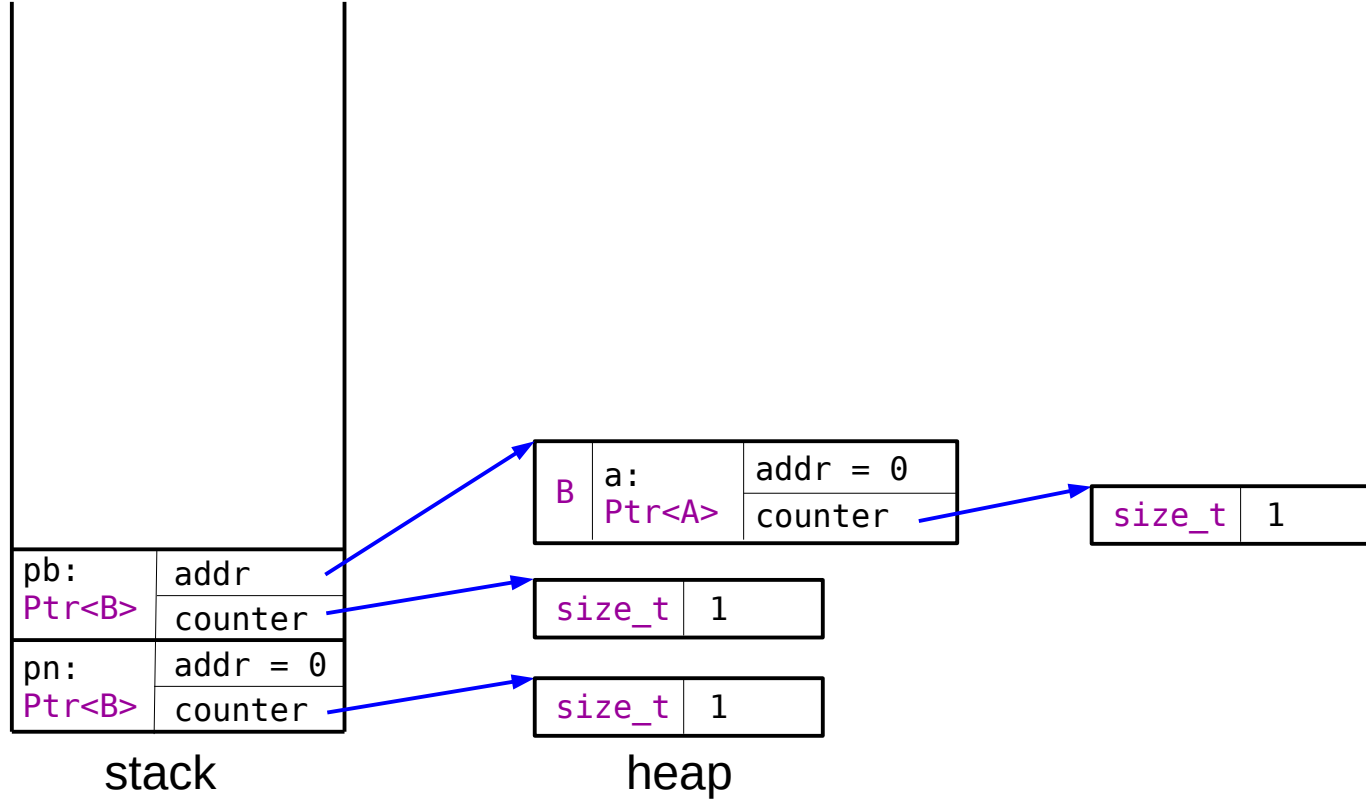 B
a:
Ptr<A>
addr = 0
counter
size_t 1
pb:
Ptr<B>
addr
counter
size_t 1
pn:
Ptr<B>
addr = 0
counter
size_t 1
stack
heap